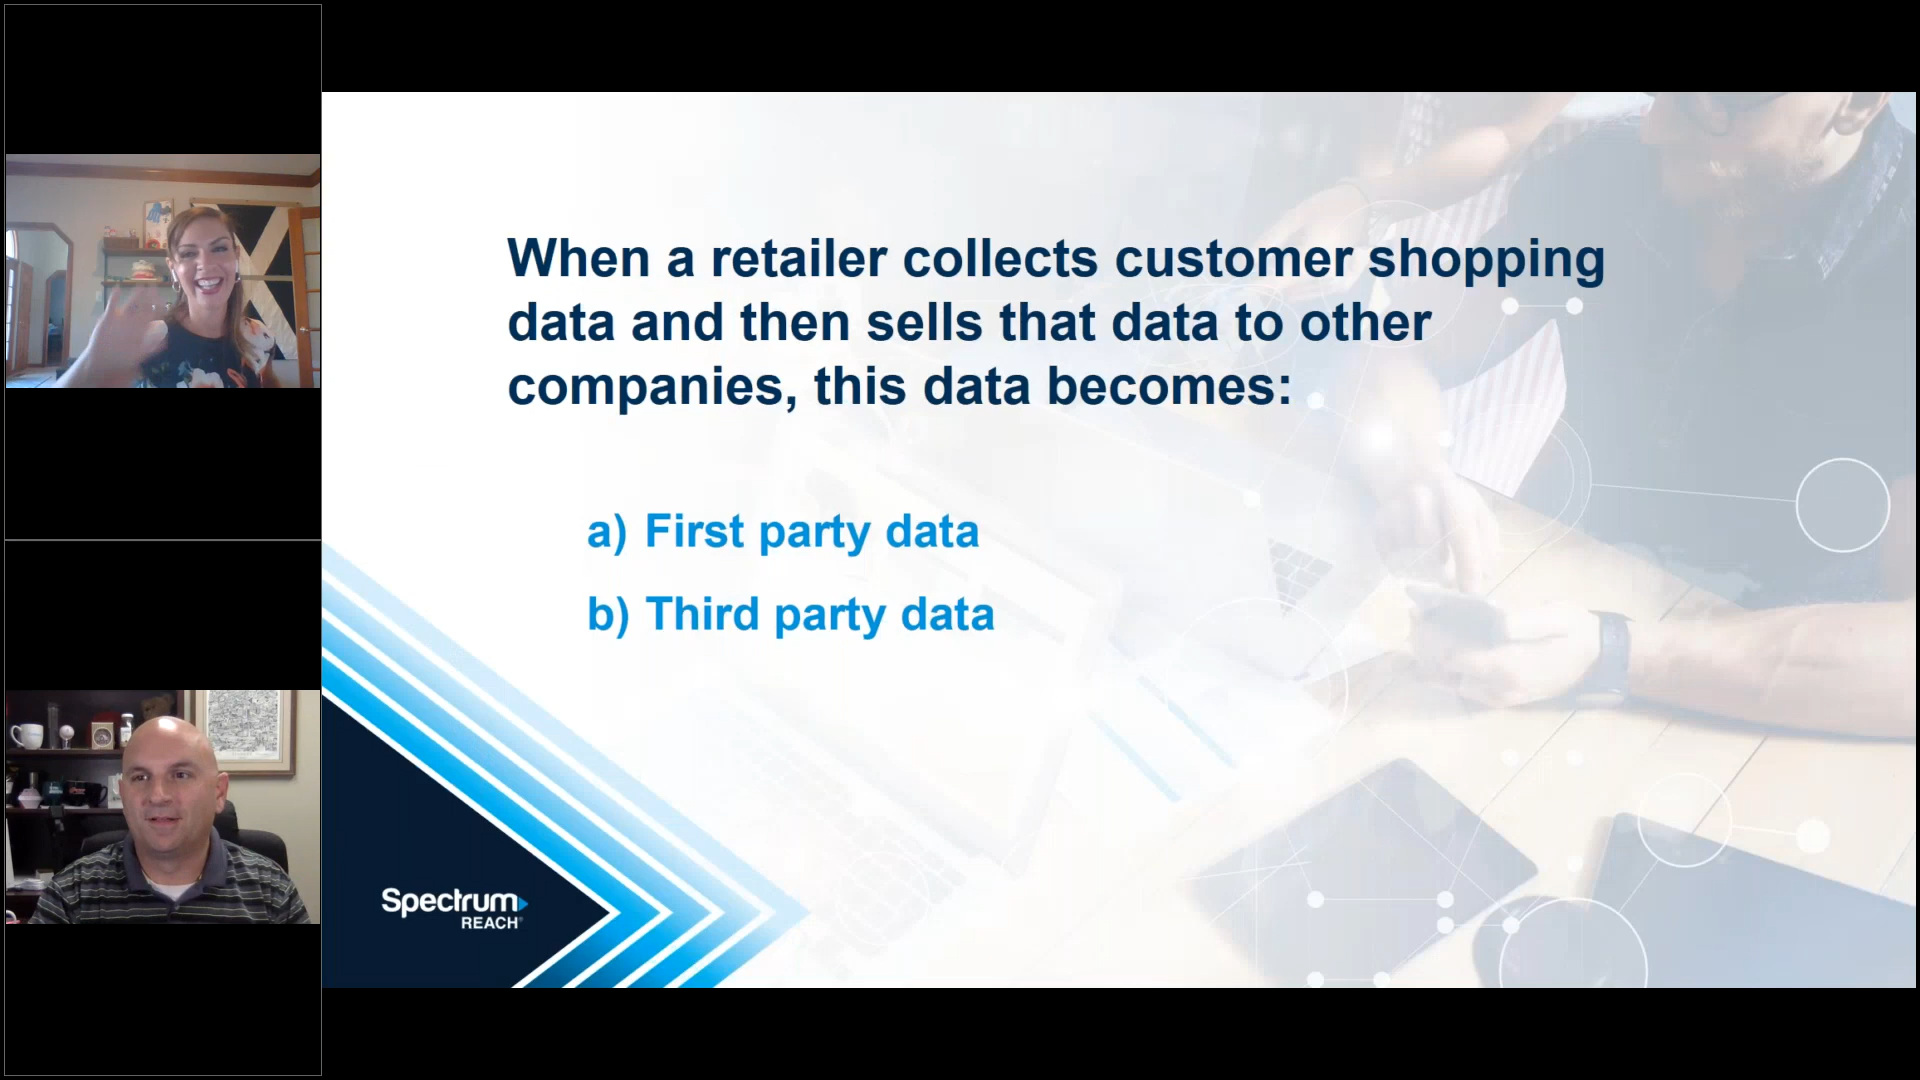 When a retailer collects customer shopping
data and then sells that data to other
companies, this data becomes:
a) First party data
b) Third party data
Spectrum
REACH